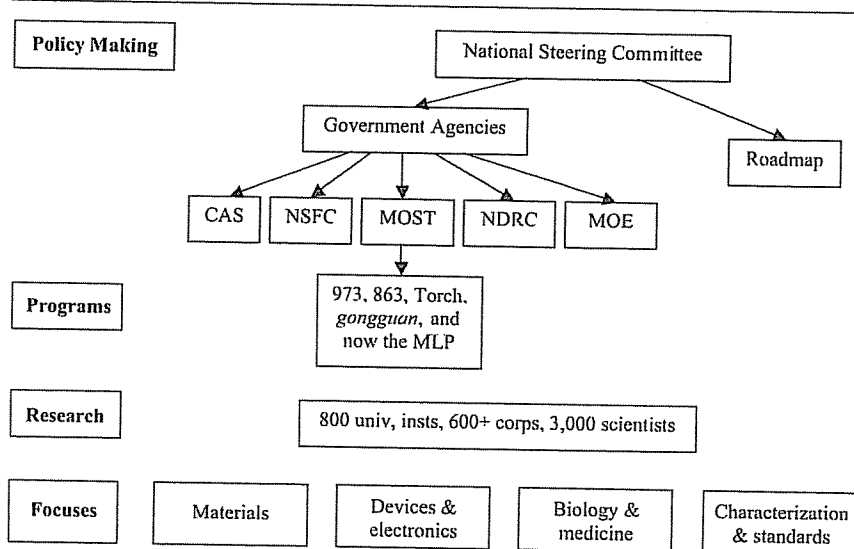 Policy Making
National Steering Committee
Government Agencies
Roadmap
CAS
NSFC
MOST
NDRC
MOE
Programs
973, 863, Torch,
gongguan, and
now the MLP
Research
800 univ, insts, 600+ corps, 3,000 scientists
Focuses
Materials
Devices &
electronics
Biology &
medicine
Characterization
& standards